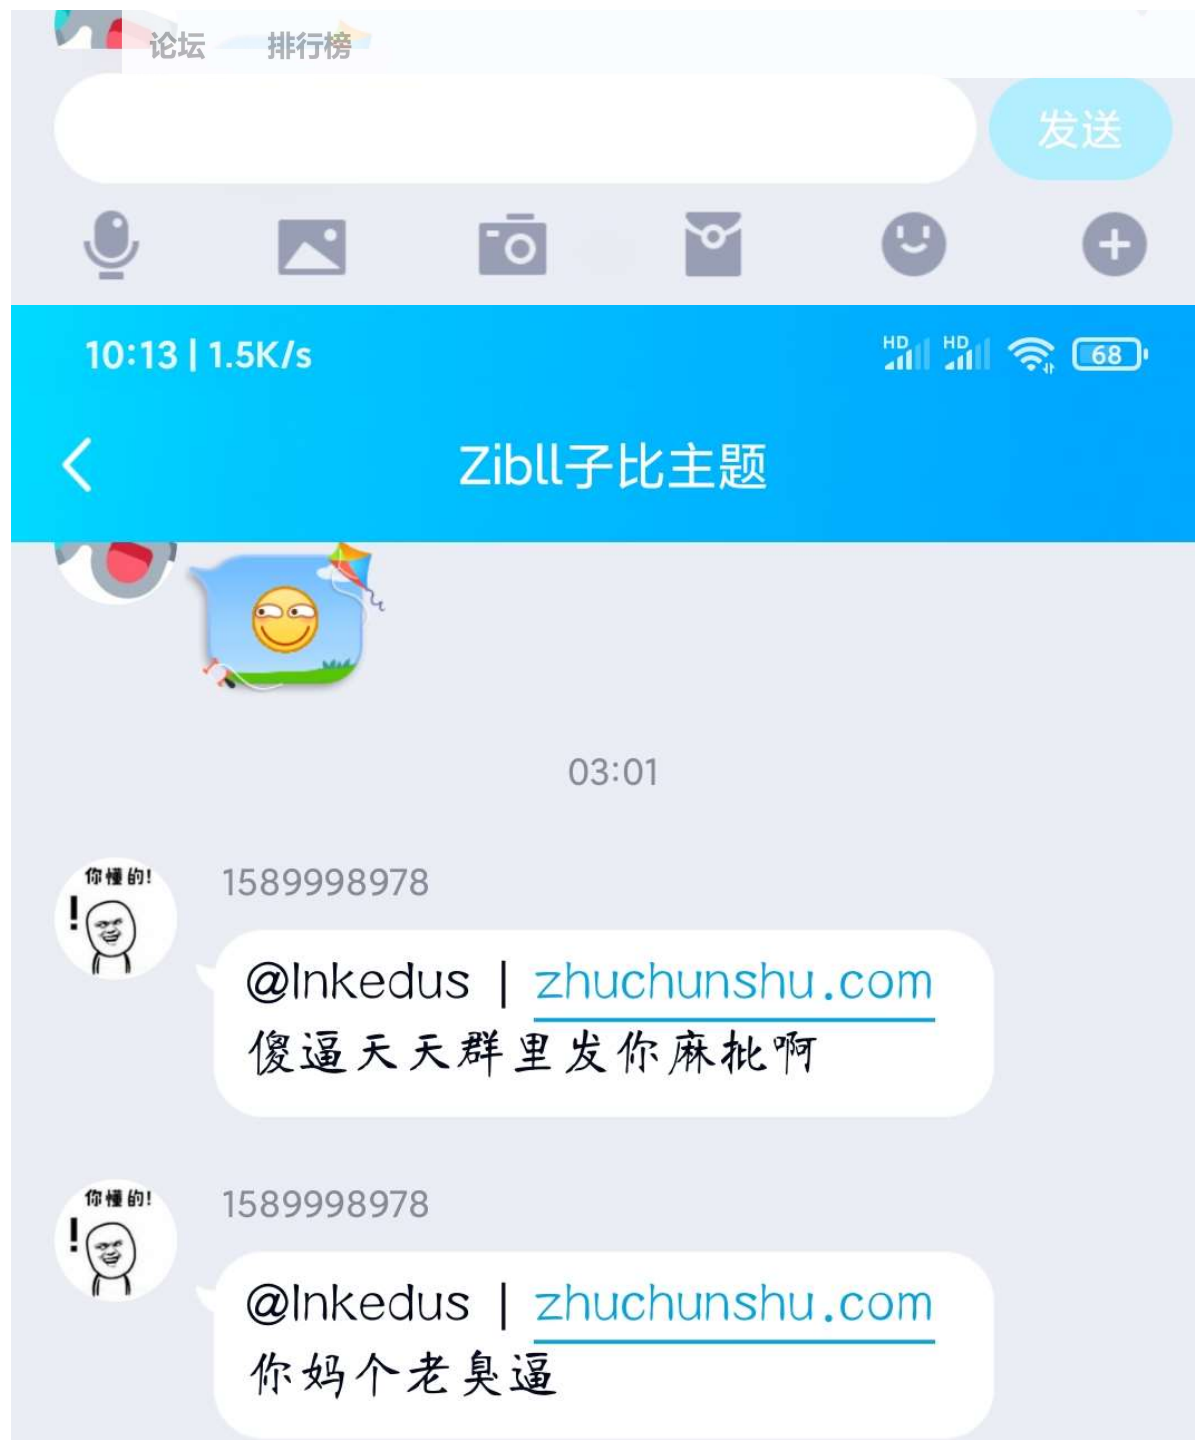 论坛 排行榜
发送
10:13 | 1.5K/s HD HD 68
Zibll子比主题
03:01
你懂的!
!
1589998978
@Inkedus | zhuchunshu.com
傻逼天天群里发你麻批啊
你懂的!
!
1589998978
@Inkedus | zhuchunshu.com
你妈个老臭逼